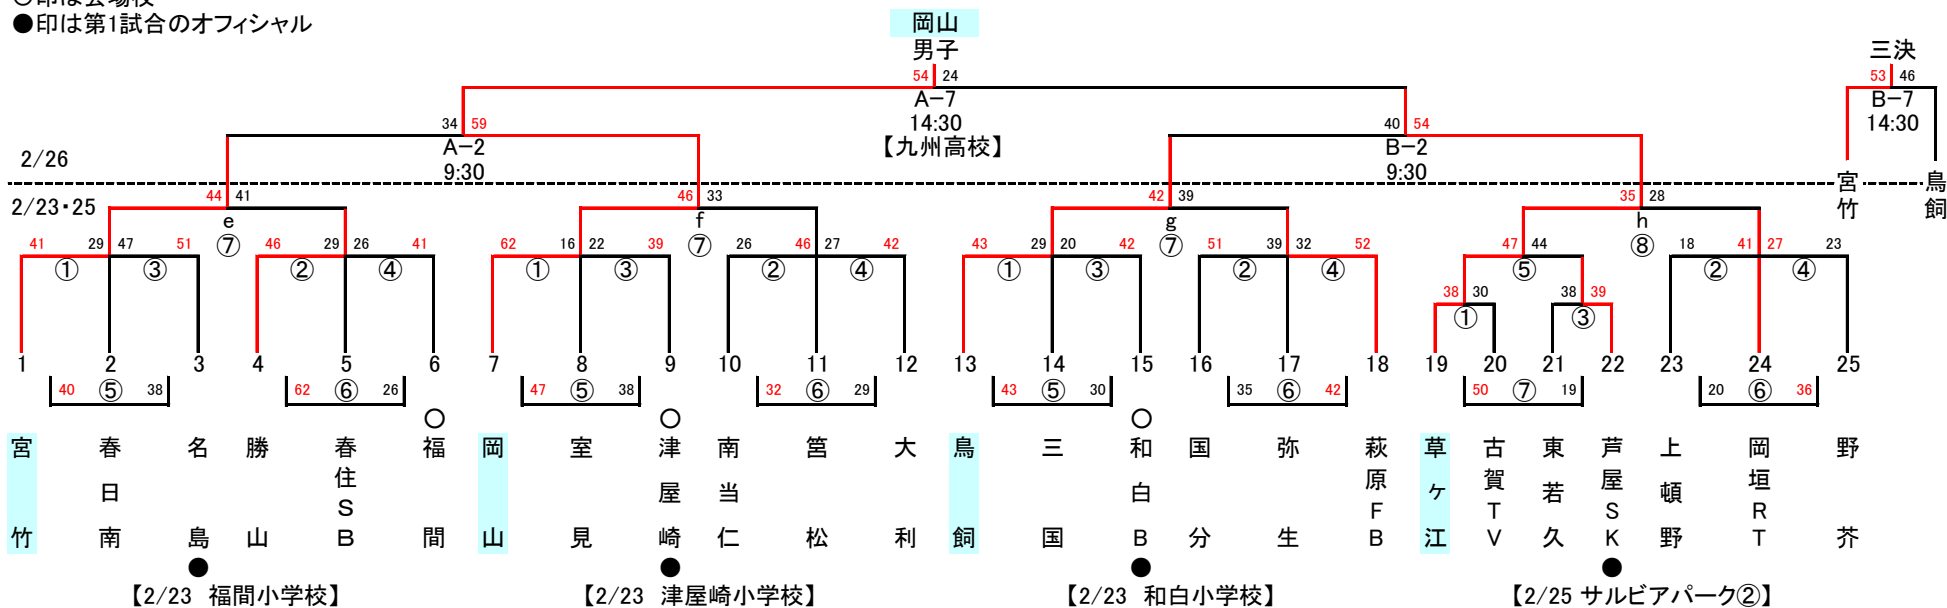 ○印は会場校
●印は第1試合のオフィシャル
岡山
男子
三決
54 24
53 46
A-7
B-7
14:30
14:30
【九州高校】
34 59
40 54
A-2
B-2
9:30
9:30
2/26
宮竹
鳥飼
2/23・25
44 41
46 33
42 39
35 28
e
f
g
h
⑦
⑦
⑦
⑧
41 29 47 51 46 29 26 41 62 16 22 39 26 46 27 42 43 29 20 42 51 39 32 52 47 44 18 41 27 23
① ③ ② ④ ① ③ ② ④ ① ③ ② ④ ⑤ ② ④
38 30 38 39
① ③
1 2 3 4 5 6 7 8 9 10 11 12 13 14 15 16 17 18 19 20 21 22 23 24 25
40 ⑤ 38 62 ⑥ 26 47 ⑤ 38 32 ⑥ 29 43 ⑤ 30 35 ⑥ 42 50 ⑦ 19 20 ⑥ 36
○ ○ ○
宮竹
春日南
名島
勝山
春住SB
福間
岡山
室見
津屋崎
南当仁
筥松
大利
鳥飼
三国
和白B
国分
弥生
萩原FB
草ヶ江
古賀TV
東若久
芦屋SK
上頓野
岡垣RT
野芥
● ● ● ●
【2/23 福間小学校】
【2/23 津屋崎小学校】
【2/23 和白小学校】
【2/25 サルビアパーク②】